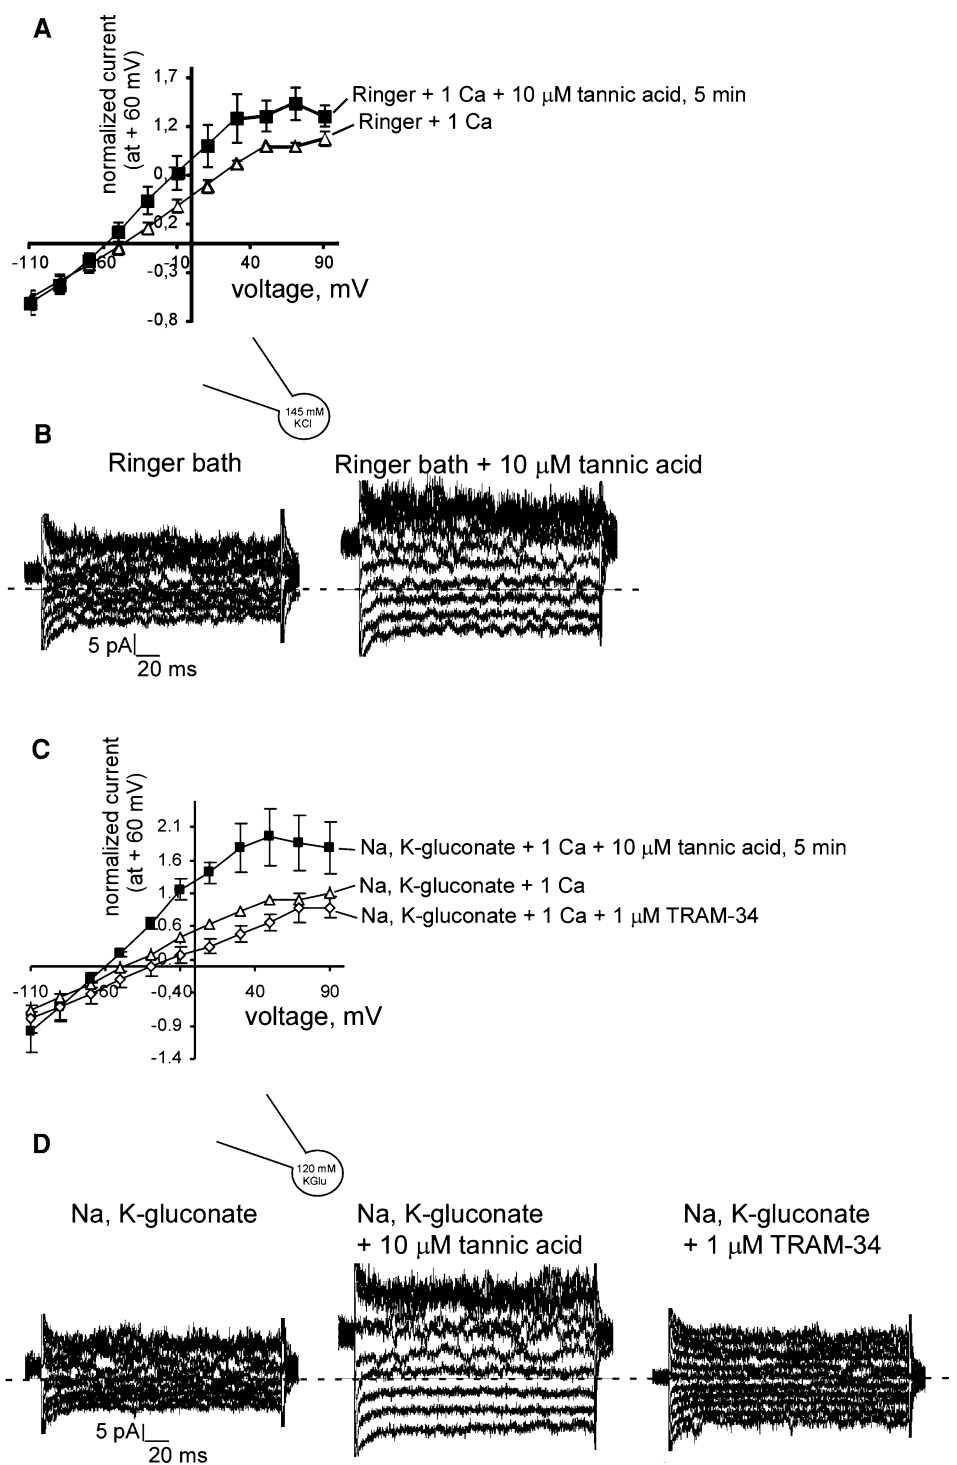 A
normalized current
(at + 60 mV)
1,7
1,2
0,2
-0,3
-0,8
-110
-60
-10
40
90
voltage, mV
Ringer + 1 Ca + 10 μM tannic acid, 5 min
Ringer + 1 Ca
145 mM
KCl
B
Ringer bath
Ringer bath + 10 μM tannic acid
5 pA
20 ms
C
normalized current
(at + 60 mV)
2.1
1.6
1.1
0.6
-0,40
-0.9
-1.4
-110
-60
40
90
voltage, mV
Na, K-gluconate + 1 Ca + 10 μM tannic acid, 5 min
Na, K-gluconate + 1 Ca
Na, K-gluconate + 1 Ca + 1 μM TRAM-34
120 mM
KGlu
D
Na, K-gluconate
Na, K-gluconate
+ 10 μM tannic acid
Na, K-gluconate
+ 1 μM TRAM-34
5 pA
20 ms